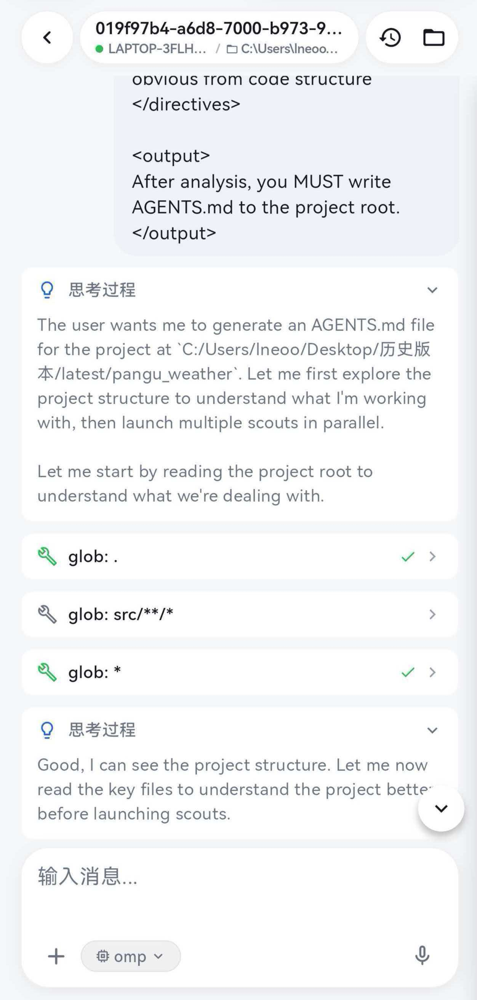 019f97b4-a6d8-7000-b973-9...
LAPTOP-3FLH... / C:\Users\lneoo...
obvious from code structure
</directives>
<output>
After analysis, you MUST write
AGENTS.md to the project root.
</output>
思考过程
The user wants me to generate an AGENTS.md file
for the project at `C:/Users/lneoo/Desktop/历史版
本/latest/pangu_weather`. Let me first explore the
project structure to understand what I'm working
with, then launch multiple scouts in parallel.
Let me start by reading the project root to
understand what we're dealing with.
glob: .
glob: src/**/*
glob: *
思考过程
Good, I can see the project structure. Let me now
read the key files to understand the project better
before launching scouts.
输入消息...
omp